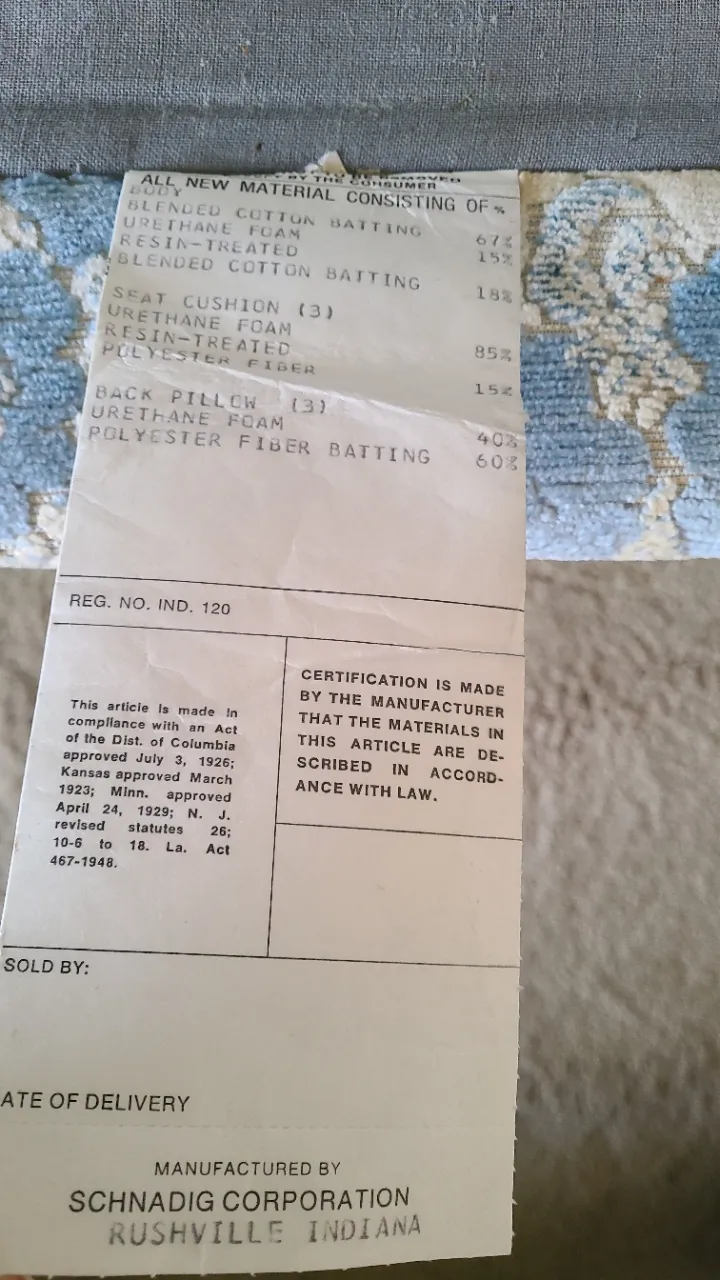 BY THE CONSUMER
ALL NEW MATERIAL CONSISTING OF %
BODY
BLENDED COTTON BATTING 67%
URETHANE FOAM 15%
RESIN-TREATED
BLENDED COTTON BATTING 18%
SEAT CUSHION (3)
URETHANE FOAM 85%
RESIN-TREATED
POLYESTER FIBER 15%
BACK PILLOW (3)
URETHANE FOAM 40%
POLYESTER FIBER BATTING 60%
REG. NO. IND. 120
This article is made in
compliance with an Act
of the Dist. of Columbia
approved July 3, 1926;
Kansas approved March
1923; Minn. approved
April 24, 1929; N. J.
revised statutes 26;
10-6 to 18. La. Act
467-1948.
CERTIFICATION IS MADE
BY THE MANUFACTURER
THAT THE MATERIALS IN
THIS ARTICLE ARE DE-
SCRIBED IN ACCORD-
ANCE WITH LAW.
SOLD BY:
ATE OF DELIVERY
MANUFACTURED BY
SCHNADIG CORPORATION
RUSHVILLE INDIANA